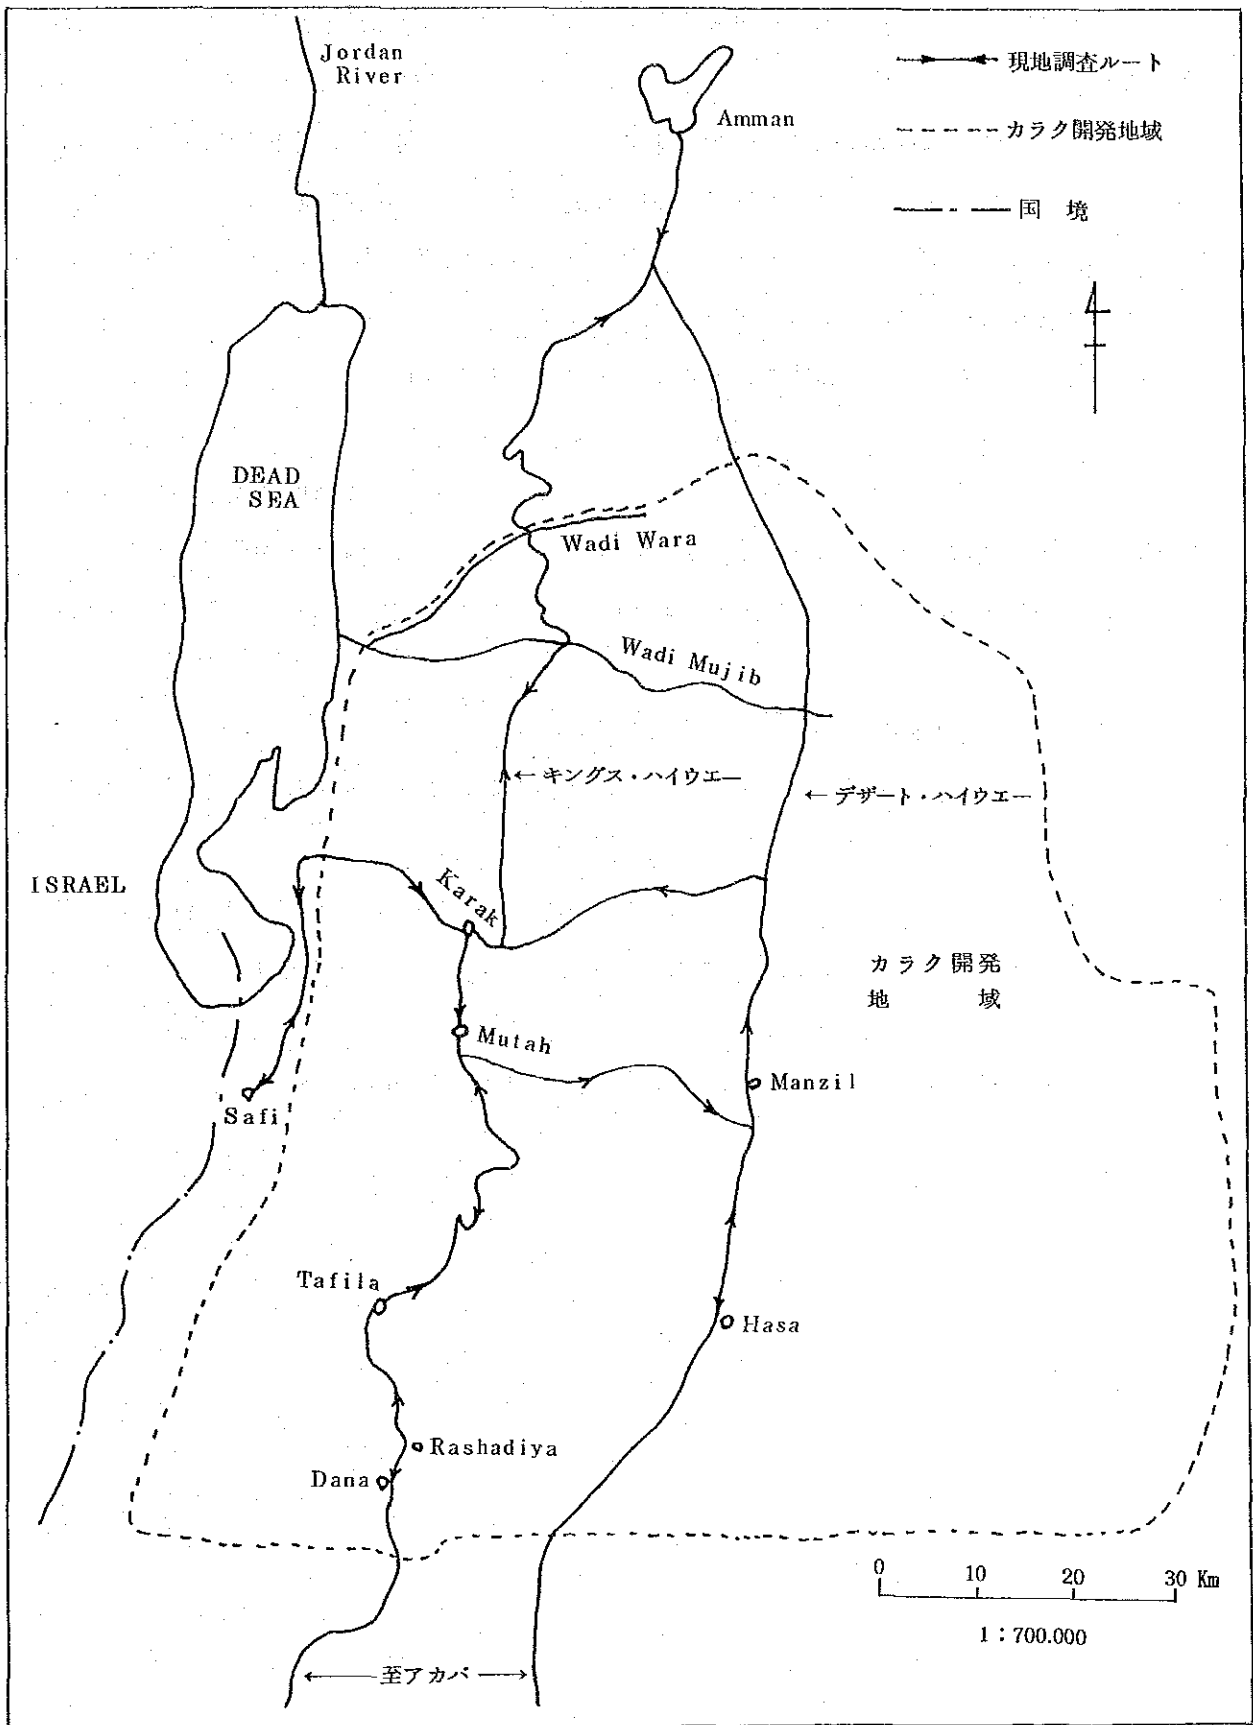 Jordan
River
Amman
現地調査ルート
カラク開発地域
国 境
DEAD
SEA
Wadi Wara
Wadi Mujib
←キングス・ハイウエー
←デザート・ハイウエー
ISRAEL
Karak
カラク開発
地 域
Mutah
Manzil
Safi
Tafila
Hasa
Rashadiya
Dana
0 10 20 30 Km
1:700.000
←至アカバ→